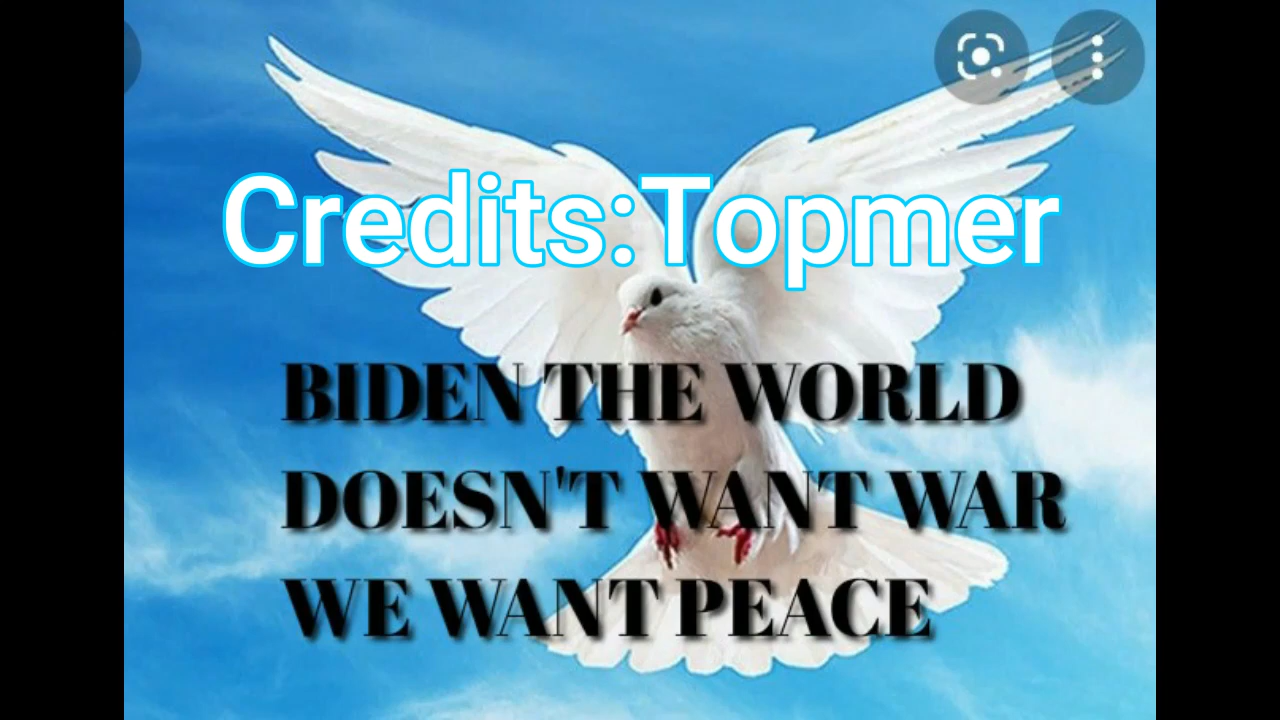 Credits:Topmer
BIDEN THE WORLD
DOESN'T WANT WAR
WE WANT PEACE